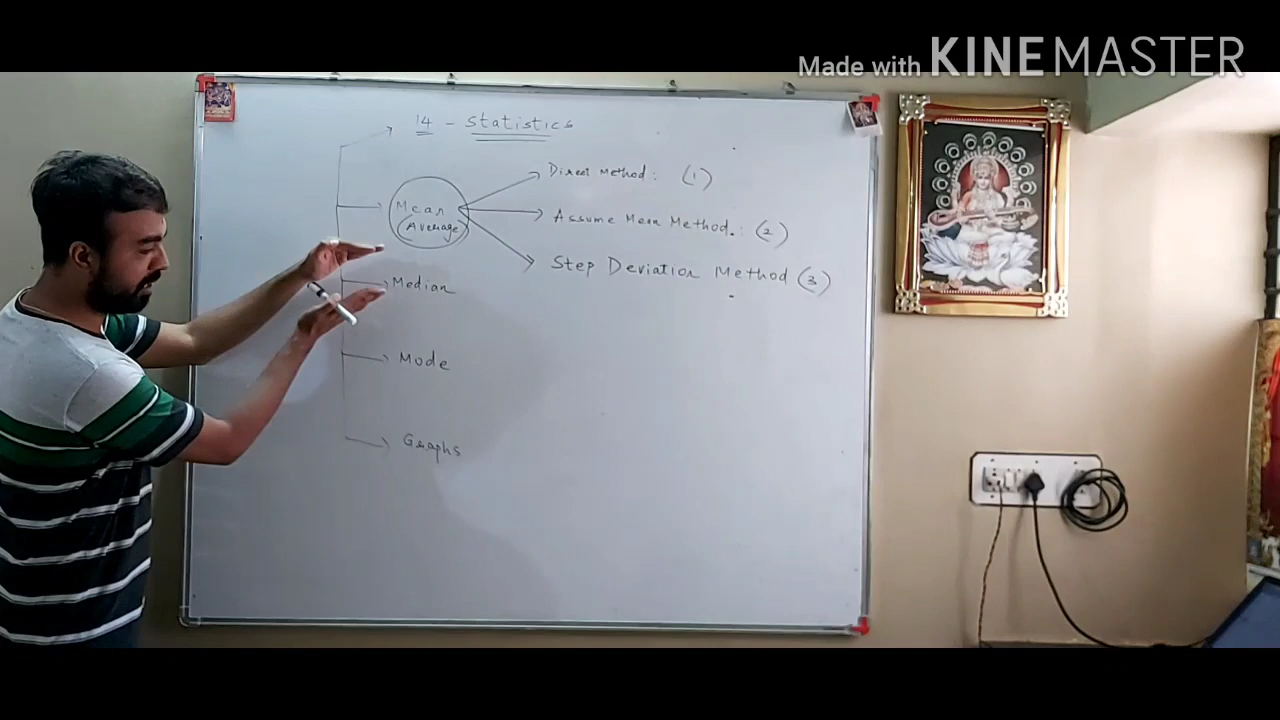 Made with KINEMASTER
14 - Statistics
Direct Method : (1)
Mean
(Average)
Assume Mean Method. : (2)
Step Deviation Method (3)
Median
Mode
Graphs